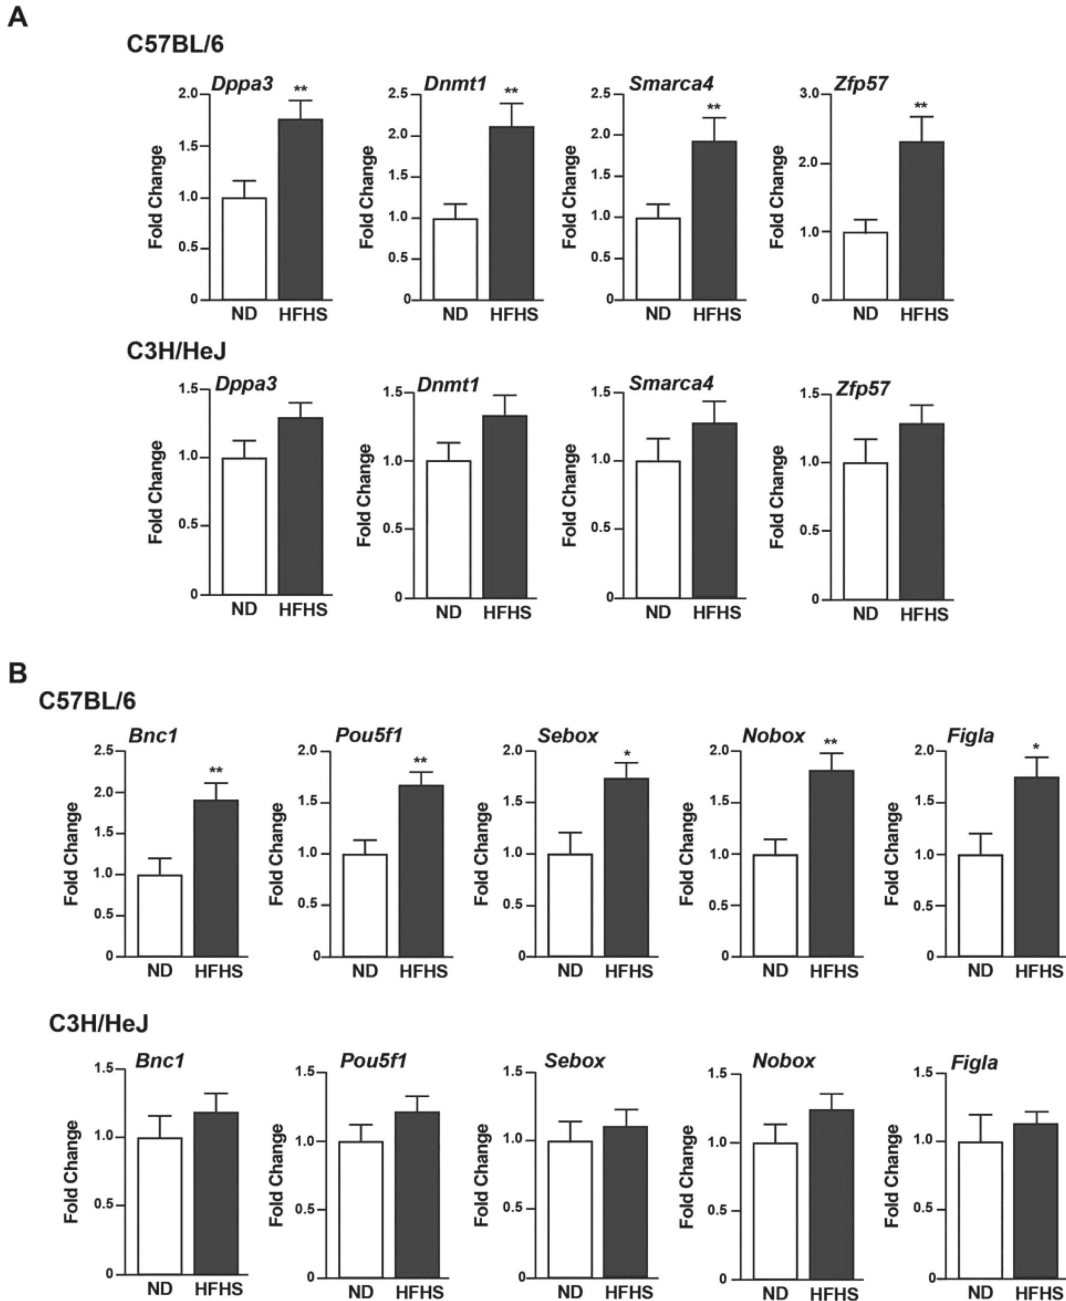 A
C57BL/6
Dppa3 Dnmt1 Smarca4 Zfp57
** ** ** **
Fold Change Fold Change Fold Change Fold Change
2.0 2.5 2.5 3.0
1.5 2.0 2.0 2.0
1.0 1.5 1.5 1.0
0.5 1.0 1.0 0
0 0.5 0.5
0 0
ND HFHS ND HFHS ND HFHS ND HFHS
C3H/HeJ
Dppa3 Dnmt1 Smarca4 Zfp57
Fold Change Fold Change Fold Change Fold Change
1.5 1.5 1.5 1.5
1.0 1.0 1.0 1.0
0.5 0.5 0.5 0.5
0 0 0 0
ND HFHS ND HFHS ND HFHS ND HFHS
B
C57BL/6
Bnc1 Pou5f1 Sebox Nobox Figla
** ** * ** *
Fold Change Fold Change Fold Change Fold Change Fold Change
2.5 2.0 2.0 2.0 2.0
2.0 1.5 1.5 1.5 1.5
1.5 1.0 1.0 1.0 1.0
1.0 0.5 0.5 0.5 0.5
0.5 0 0 0 0
0
ND HFHS ND HFHS ND HFHS ND HFHS ND HFHS
C3H/HeJ
Bnc1 Pou5f1 Sebox Nobox Figla
Fold Change Fold Change Fold Change Fold Change Fold Change
1.5 1.5 1.5 1.5 1.5
1.0 1.0 1.0 1.0 1.0
0.5 0.5 0.5 0.5 0.5
0 0 0 0 0
ND HFHS ND HFHS ND HFHS ND HFHS ND HFHS